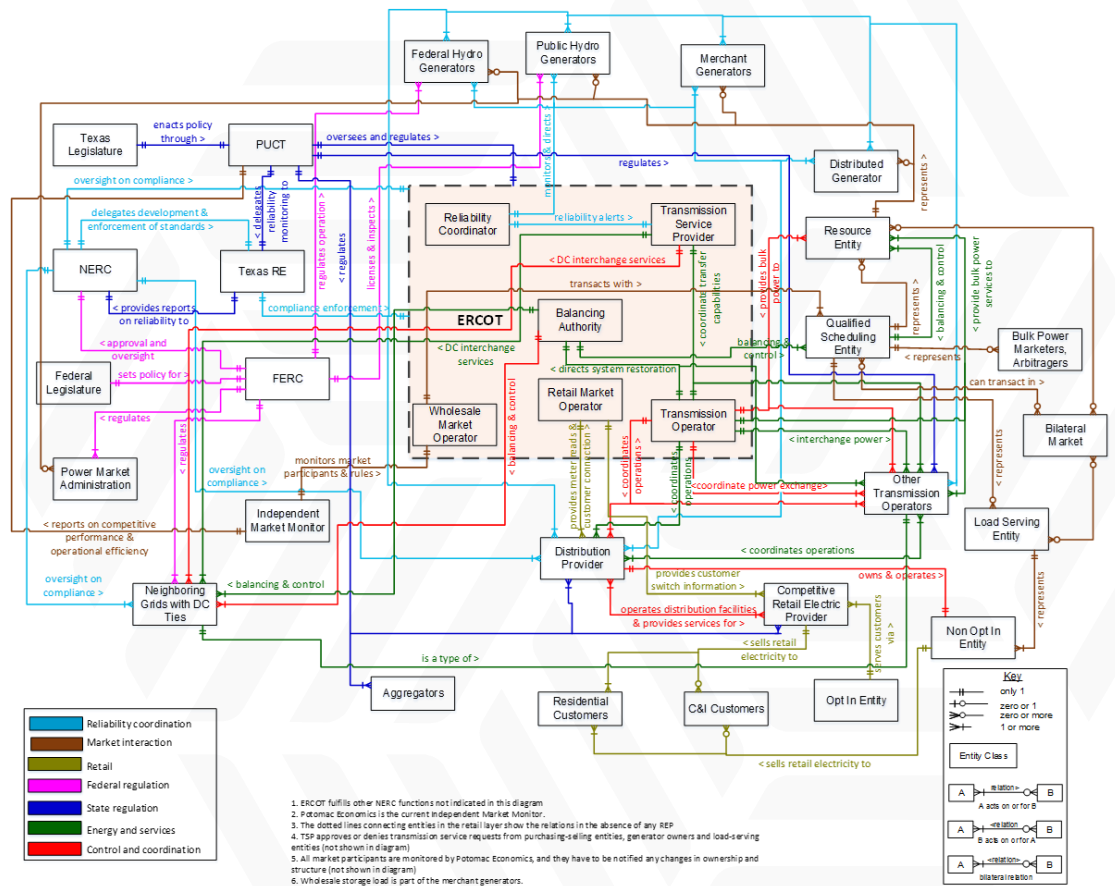 Federal Hydro
Generators
Public Hydro
Generators
Merchant
Generators
Texas
Legislature
enacts policy
through >
PUCT
oversees and regulates >
monitors & directs >
regulates >
Distributed
Generator
represents >
oversight on compliance >
< delegates
reliability
monitoring to
regulates operation >
< regulates
licenses & inspects >
delegates development &
enforcement of standards >
Reliability
Coordinator
reliability alerts >
Transmission
Service
Provider
Resource
Entity
NERC
Texas RE
< DC interchange services
< provides bulk
power to
< coordinate transfer
capabilities
represents >
< balancing & control
< provide bulk power
services to
< provides reports
on reliability to
compliance enforcement >
transacts with >
ERCOT
Balancing
Authority
Qualified
Scheduling
Entity
balancing &
control >
< represents
Bulk Power
Marketers,
Arbitragers
< approval and
oversight
< DC interchange
services
Federal
Legislature
sets policy for >
FERC
< directs system restoration
can transact in >
< balancing & control
Retail Market
Operator
Wholesale
Market
Operator
Transmission
Operator
Bilateral
Market
< regulates
< regulates
< interchange power >
< represents
Power Market
Administration
monitors market
participants & rules >
oversight on
compliance >
provides meter reads &
customer connection >
< coordinates
operations >
< coordinates
operations
<coordinate power exchange>
Other
Transmission
Operators
Independent
Market Monitor
Load Serving
Entity
< reports on competitive
performance &
operational efficiency
Distribution
Provider
< coordinates operations
oversight on
compliance >
Neighboring
Grids with DC
Ties
< balancing & control
provides customer
switch information >
owns & operates >
Competitive
Retail Electric
Provider
< represents
operates distribution facilities
& provides services for >
serves customers
via >
Non Opt In
Entity
is a type of >
< sells retail
electricity to
Aggregators
Residential
Customers
C&I Customers
Opt In Entity
< sells retail electricity to
Key
only 1
zero or 1
zero or more
1 or more
Entity Class
A
relation>
B
A acts on or for B
A
<relation
B
B acts on or for A
A
<relation>
B
bilateral relation
Reliability coordination
Market interaction
Retail
Federal regulation
State regulation
Energy and services
Control and coordination
1. ERCOT fulfills other NERC functions not indicated in this diagram
2. Potomac Economics is the current Independent Market Monitor.
3. The dotted lines connecting entities in the retail layer show the relations in the absence of any REP
4. TSP approves or denies transmission service requests from purchasing-selling entities, generator owners and load-serving
entities (not shown in diagram)
5. All market participants are monitored by Potomac Economics, and they have to be notified any changes in ownership and
structure (not shown in diagram)
6. Wholesale storage load is part of the merchant generators.